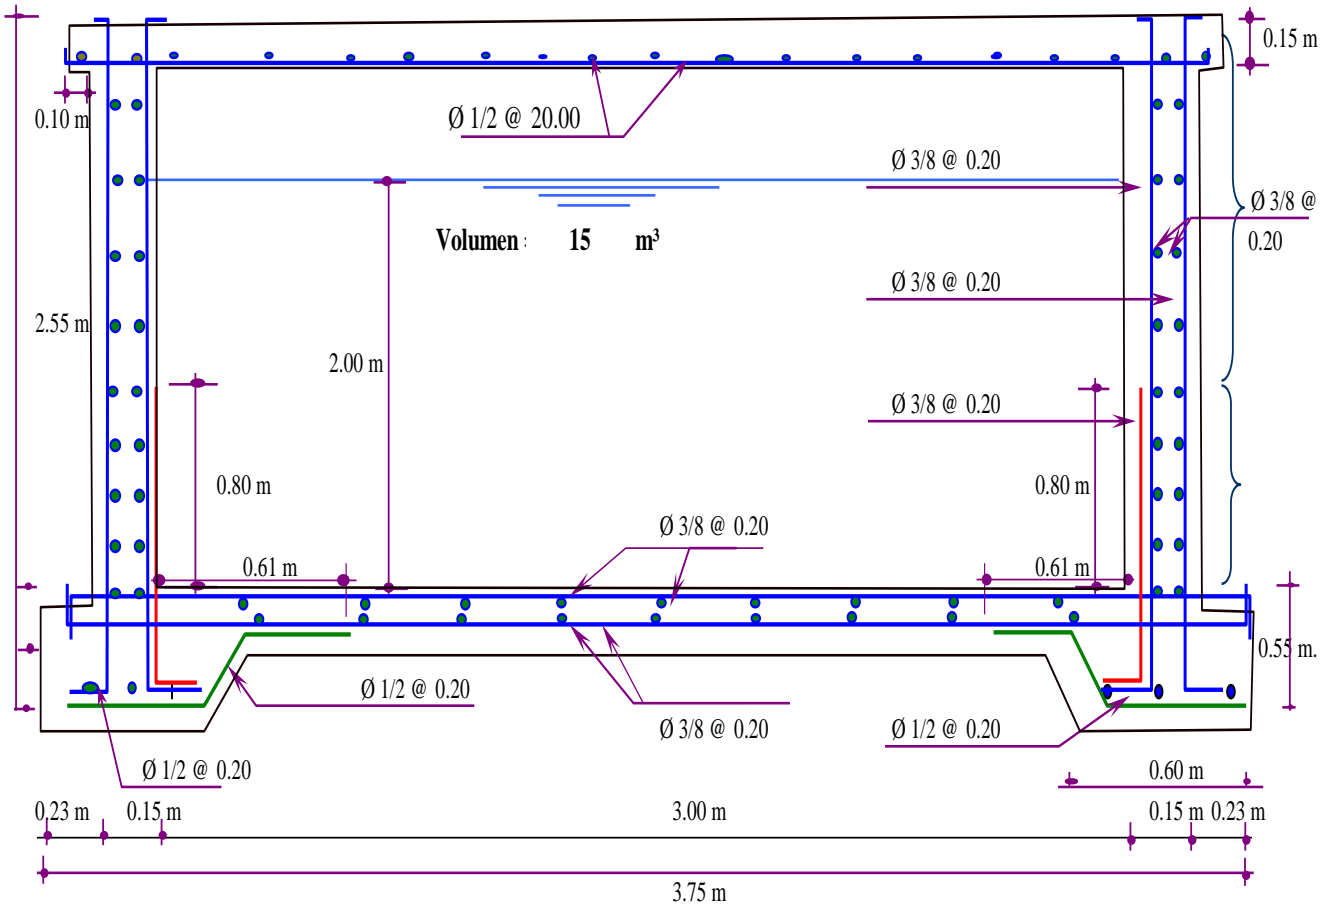 0.15 m
0.10 m
Ø 1/2 @ 20.00
Ø 3/8 @ 0.20
Ø 3/8 @
0.20
Volumen : 15 m³
Ø 3/8 @ 0.20
2.55 m
2.00 m
Ø 3/8 @ 0.20
0.80 m
0.80 m
Ø 3/8 @ 0.20
0.61 m
0.61 m
0.55 m.
Ø 1/2 @ 0.20
Ø 3/8 @ 0.20
Ø 1/2 @ 0.20
Ø 1/2 @ 0.20
0.60 m
0.23 m
0.15 m
3.00 m
0.15 m
0.23 m
3.75 m